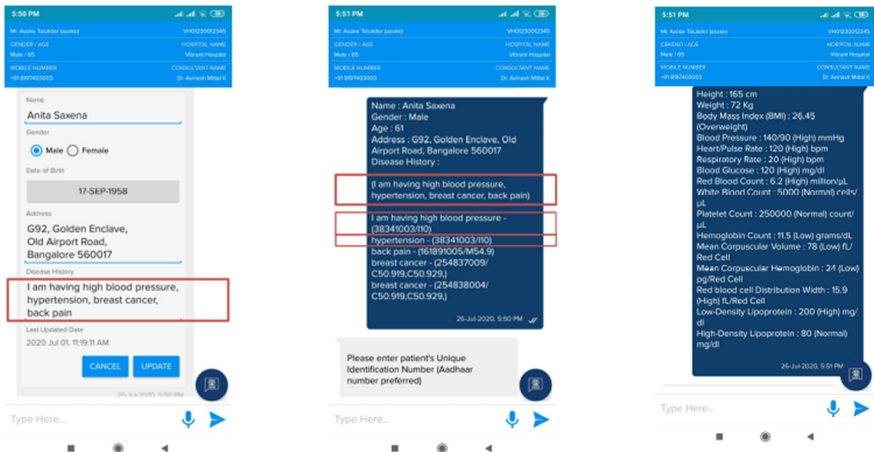 5:50 PM
Mr. Asoke Talukder (asoke) VH01230012345
GENDER / AGE HOSPITAL NAME
Male / 65 Vibrant Hospital
MOBILE NUMBER CONSULTANT NAME
+91 8197403003 Dr. Avinash Mittal K
Name
Anita Saxena
Gender
Male Female
Date of Birth
17-SEP-1958
Address
G92, Golden Enclave,
Old Airport Road,
Bangalore 560017
Disease History
I am having high blood pressure,
hypertension, breast cancer,
back pain
Last Updated Date
2020 Jul 01, 11:19:11 AM
CANCEL UPDATE
26-Jul-2020, 5:50 PM
Type Here...
5:51 PM
Mr. Asoke Talukder (asoke) VH01230012345
GENDER / AGE HOSPITAL NAME
Male / 65 Vibrant Hospital
MOBILE NUMBER CONSULTANT NAME
+91 8197403003 Dr. Avinash Mittal K
Name : Anita Saxena
Gender : Male
Age : 61
Address : G92, Golden Enclave, Old
Airport Road, Bangalore 560017
Disease History :
(I am having high blood pressure,
hypertension, breast cancer, back pain)
I am having high blood pressure -
(38341003/I10)
hypertension - (38341003/I10)
back pain - (161891005/M54.9)
breast cancer - (254837009/
C50.919,C50.929,)
breast cancer - (254838004/
C50.919,C50.929,)
26-Jul-2020, 5:50 PM
Please enter patient's Unique
Identification Number (Aadhaar
number preferred)
Type Here...
5:51 PM
Mr. Asoke Talukder (asoke) VH01230012345
GENDER / AGE HOSPITAL NAME
Male / 65 Vibrant Hospital
MOBILE NUMBER CONSULTANT NAME
+91 8197403003 Dr. Avinash Mittal K
Height : 165 cm
Weight : 72 Kg
Body Mass Index (BMI) : 26.45
(Overweight)
Blood Pressure : 140/90 (High) mmHg
Heart/Pulse Rate : 120 (High) bpm
Respiratory Rate : 20 (High) bpm
Blood Glucose : 120 (High) mg/dl
Red Blood Count : 6.2 (High) million/µL
White Blood Count : 5000 (Normal) cells/
µL
Platelet Count : 250000 (Normal) count/
µL
Hemoglobin Count : 11.5 (Low) grams/dL
Mean Corpuscular Volume : 78 (Low) fL/
Red Cell
Mean Corpuscular Hemoglobin : 24 (Low)
pg/Red Cell
Red blood cell Distribution Width : 15.9
(High) fL/Red Cell
Low-Density Lipoprotein : 200 (High) mg/
dl
High-Density Lipoprotein : 80 (Normal)
mg/dl
26-Jul-2020, 5:51 PM
Type Here...